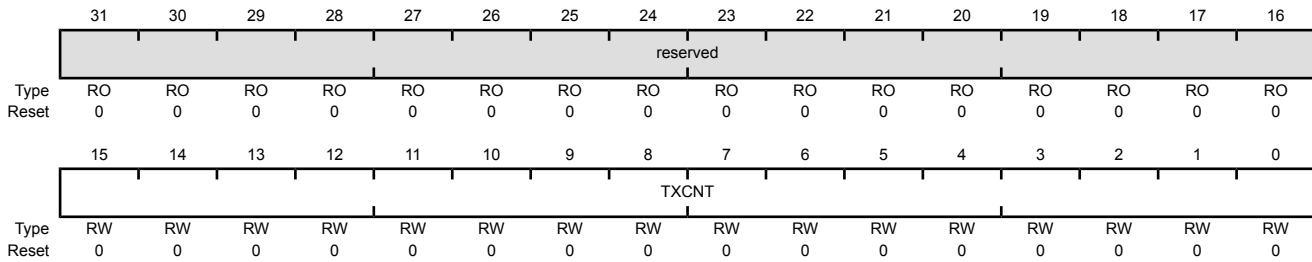 31 30 29 28 27 26 25 24 23 22 21 20 19 18 17 16
reserved
Type RO RO RO RO RO RO RO RO RO RO RO RO RO RO RO RO
Reset 0 0 0 0 0 0 0 0 0 0 0 0 0 0 0 0
15 14 13 12 11 10 9 8 7 6 5 4 3 2 1 0
TXCNT
Type RW RW RW RW RW RW RW RW RW RW RW RW RW RW RW RW
Reset 0 0 0 0 0 0 0 0 0 0 0 0 0 0 0 0